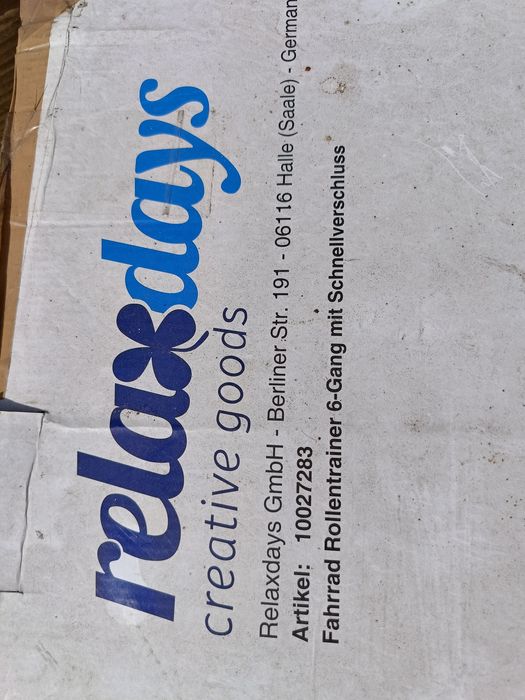 relaxdays
creative goods
Relaxdays GmbH - Berliner Str. 191 - 06116 Halle (Saale) - German
Artikel: 10027283
Fahrrad Rollentrainer 6-Gang mit Schnellverschluss